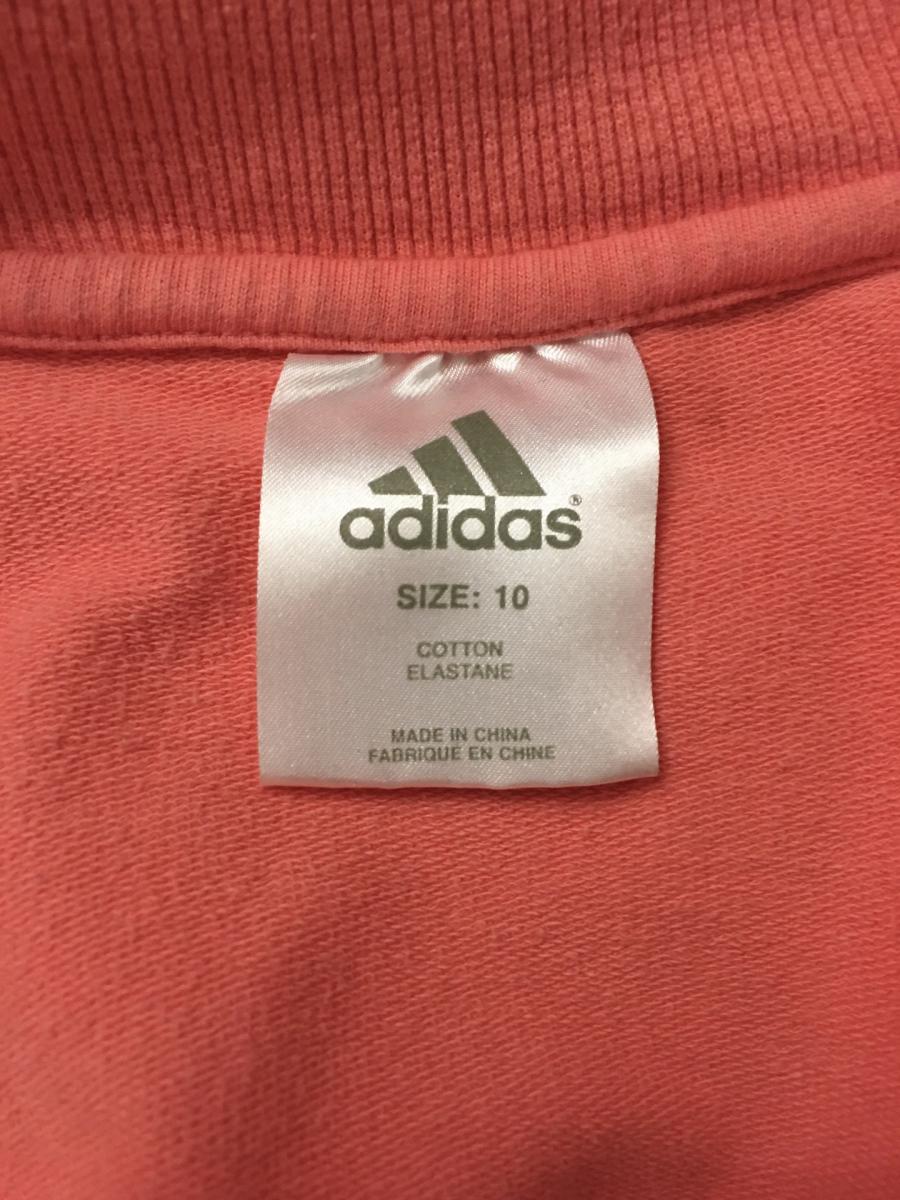 adidas®
SIZE: 10
COTTON
ELASTANE
MADE IN CHINA
FABRIQUE EN CHINE